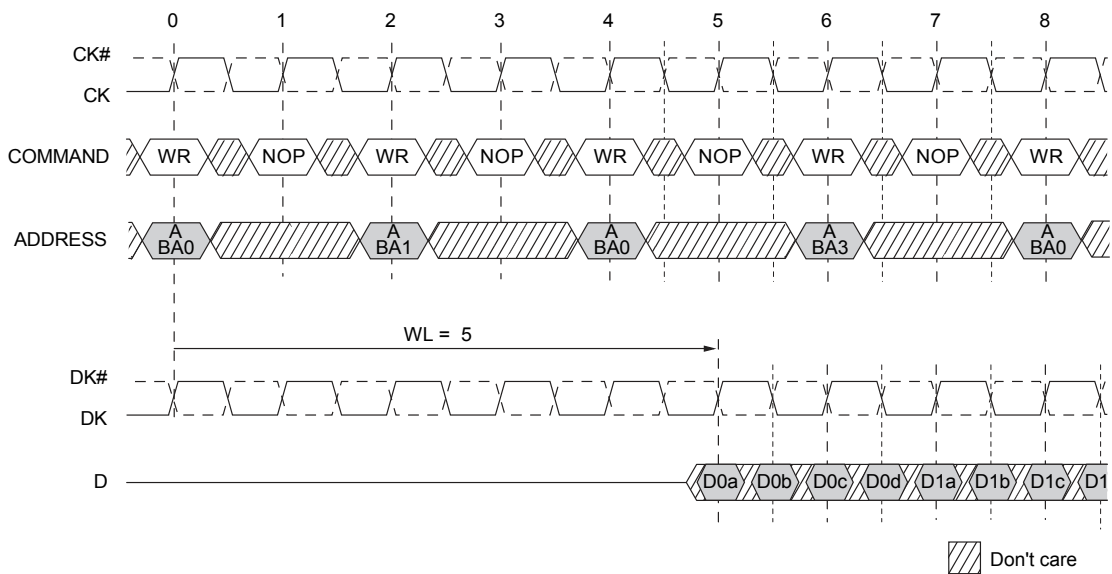 0 1 2 3 4 5 6 7 8
CK#
CK
COMMAND WR NOP WR NOP WR NOP WR NOP WR
ADDRESS A BA0 A BA1 A BA0 A BA3 A BA0
WL = 5
DK#
DK
D D0a D0b D0c D0d D1a D1b D1c D1
Don't care